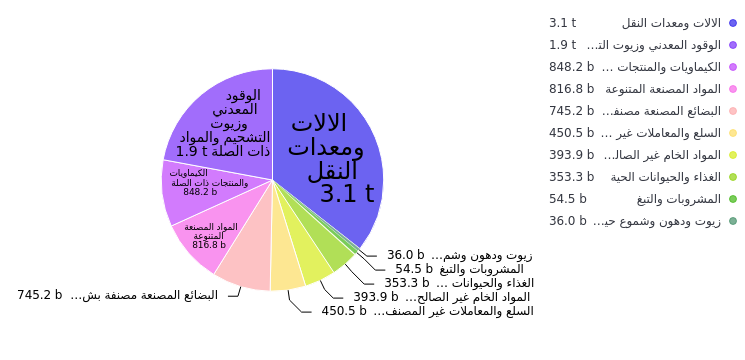 الالات ومعدات النقل 3.1 t
الوقود المعدني وزيوت الت... 1.9 t
الكيماويات والمنتجات ... 848.2 b
المواد المصنعة المتنوعة 816.8 b
البضائع المصنعة مصنف... 745.2 b
السلع والمعاملات غير ... 450.5 b
المواد الخام غير الصالـ... 393.9 b
الغذاء والحيوانات الحية 353.3 b
المشروبات والتبغ 54.5 b
زيوت ودهون وشموع حيـ... 36.0 b
الوقود
المعدني
وزيوت
التشحيم والمواد
ذات الصلة 1.9 t
الالات
ومعدات
النقل
3.1 t
الكيماويات
والمنتجات ذات الصلة
848.2 b
المواد المصنعة
المتنوعة
816.8 b
زيوت ودهون وشم... 36.0 b
المشروبات والتبغ 54.5 b
الغذاء والحيوانات ... 353.3 b
المواد الخام غير الصالح... 393.9 b
السلع والمعاملات غير المصنف... 450.5 b
البضائع المصنعة مصنفة بش... 745.2 b